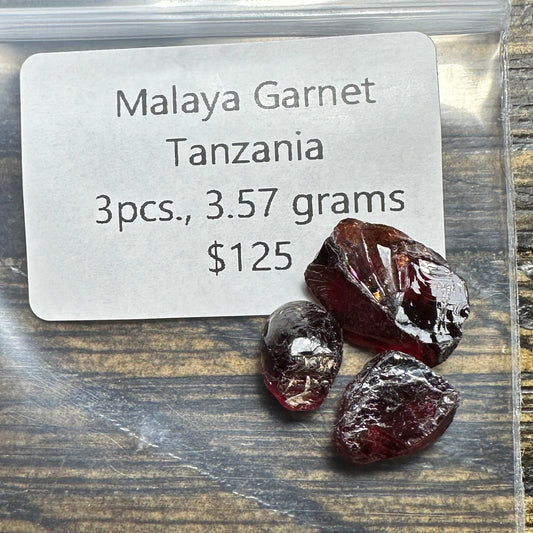 Malaya Garnet
Tanzania
3pcs., 3.57 grams
$125